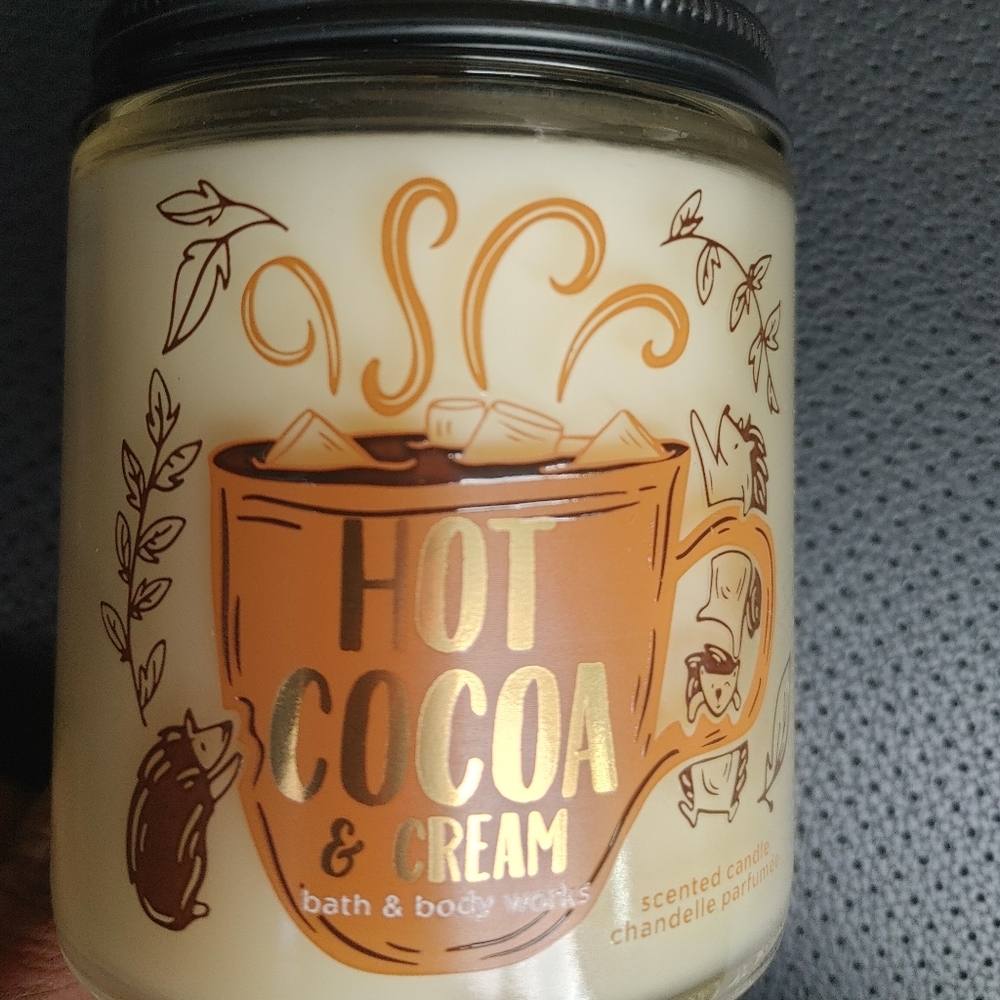 HOT
COCOA
& CREAM
bath & body works
scented candle
chandelle parfumée